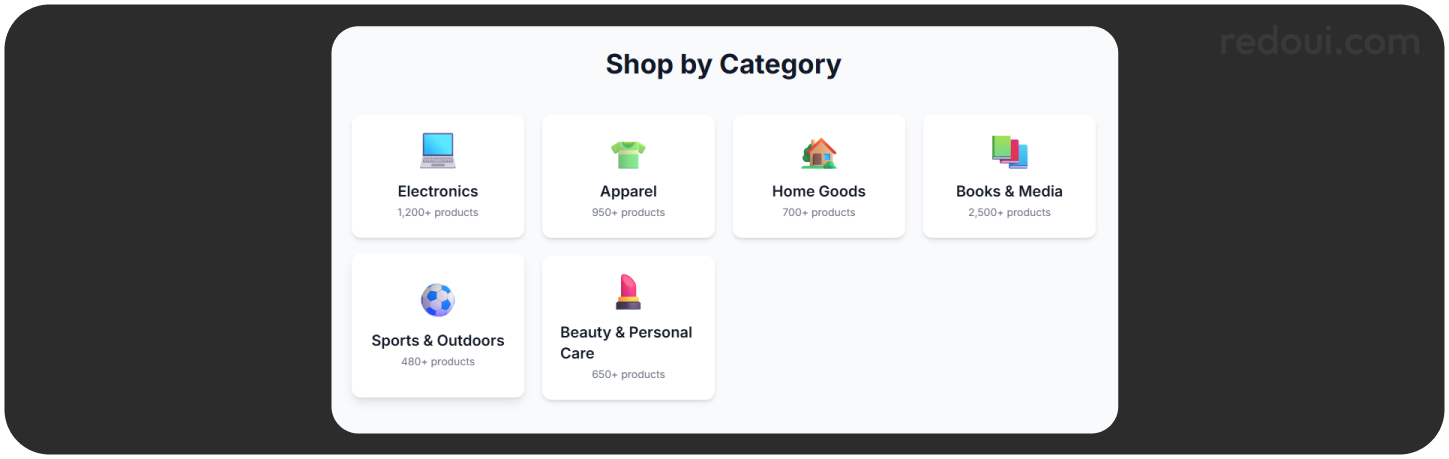 redoui.com
Shop by Category
Electronics
1,200+ products
Apparel
950+ products
Home Goods
700+ products
Books & Media
2,500+ products
Sports & Outdoors
480+ products
Beauty & Personal
Care
650+ products